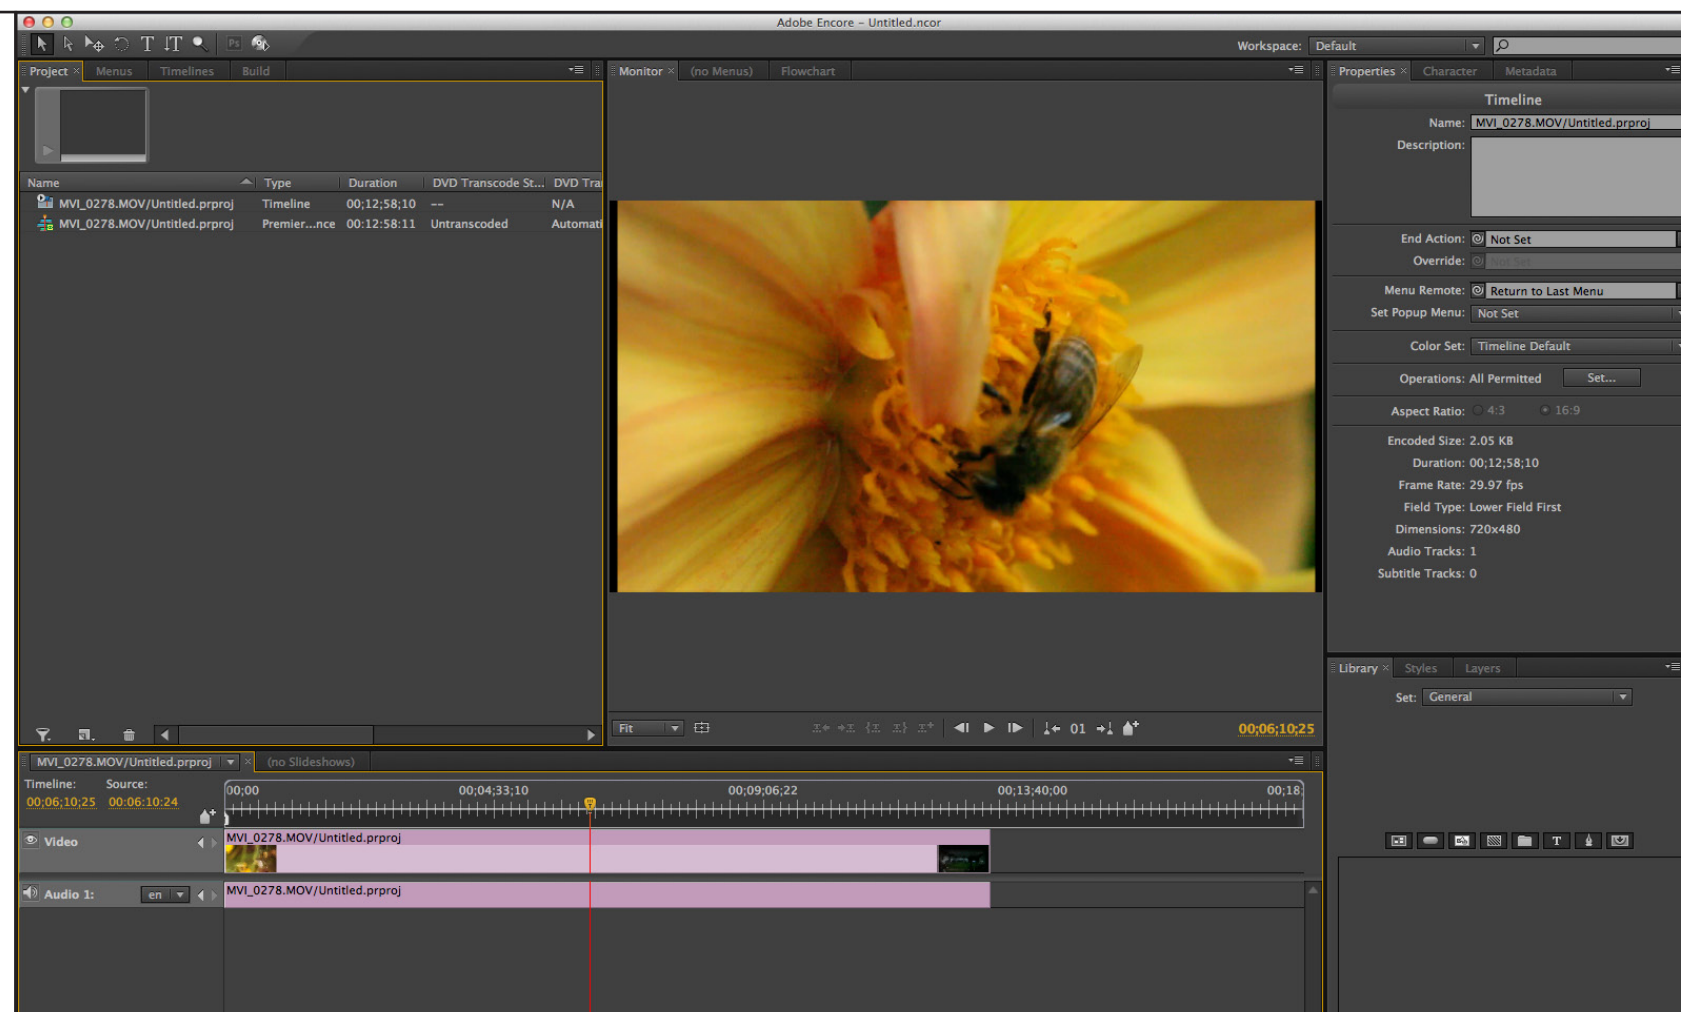 Adobe Encore – Untitled.ncor
T IT Ps
Workspace: Default
Project × Menus Timelines Build
Monitor × (no Menus) Flowchart
Properties × Character Metadata
Timeline
Name: MVI_0278.MOV/Untitled.prproj
Description:
Name Type Duration DVD Transcode St... DVD Tra
MVI_0278.MOV/Untitled.prproj Timeline 00;12;58;10 -- N/A
MVI_0278.MOV/Untitled.prproj Premier...nce 00:12:58:11 Untranscoded Automati
End Action: Not Set
Override: Not Set
Menu Remote: Return to Last Menu
Set Popup Menu: Not Set
Color Set: Timeline Default
Operations: All Permitted Set...
Aspect Ratio: 4:3 16:9
Encoded Size: 2.05 KB
Duration: 00;12;58;10
Frame Rate: 29.97 fps
Field Type: Lower Field First
Dimensions: 720x480
Audio Tracks: 1
Subtitle Tracks: 0
Library × Styles Layers
Set: General
Fit 01 00;06;10;25
MVI_0278.MOV/Untitled.prproj × (no Slideshows)
Timeline: Source:
00;06;10;25 00:06:10:24
00;00 00;04;33;10 00;09;06;22 00;13;40;00 00;18;
Video
MVI_0278.MOV/Untitled.prproj
T
Audio 1: en
MVI_0278.MOV/Untitled.prproj